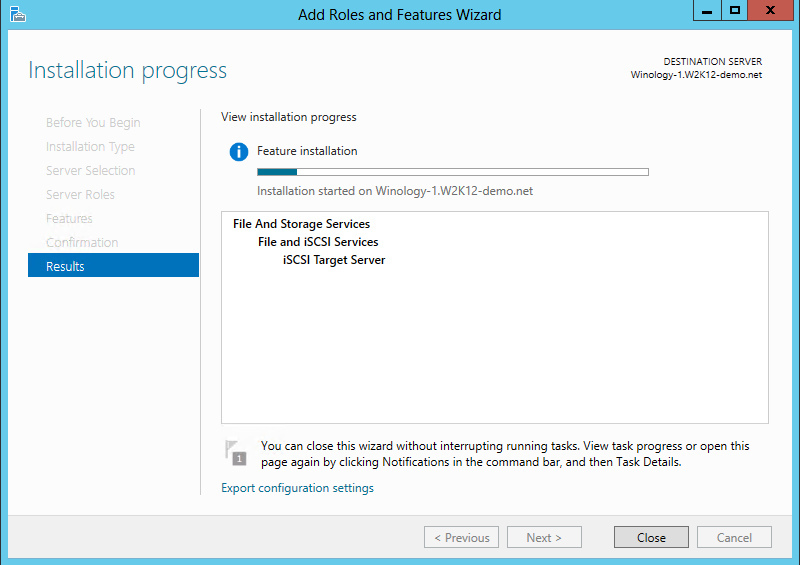 Add Roles and Features Wizard
Installation progress
DESTINATION SERVER
Winology-1.W2K12-demo.net
Before You Begin
Installation Type
Server Selection
Server Roles
Features
Confirmation
Results
View installation progress
Feature installation
Installation started on Winology-1.W2K12-demo.net
File And Storage Services
File and iSCSI Services
iSCSI Target Server
1
You can close this wizard without interrupting running tasks. View task progress or open this
page again by clicking Notifications in the command bar, and then Task Details.
Export configuration settings
< Previous
Next >
Close
Cancel